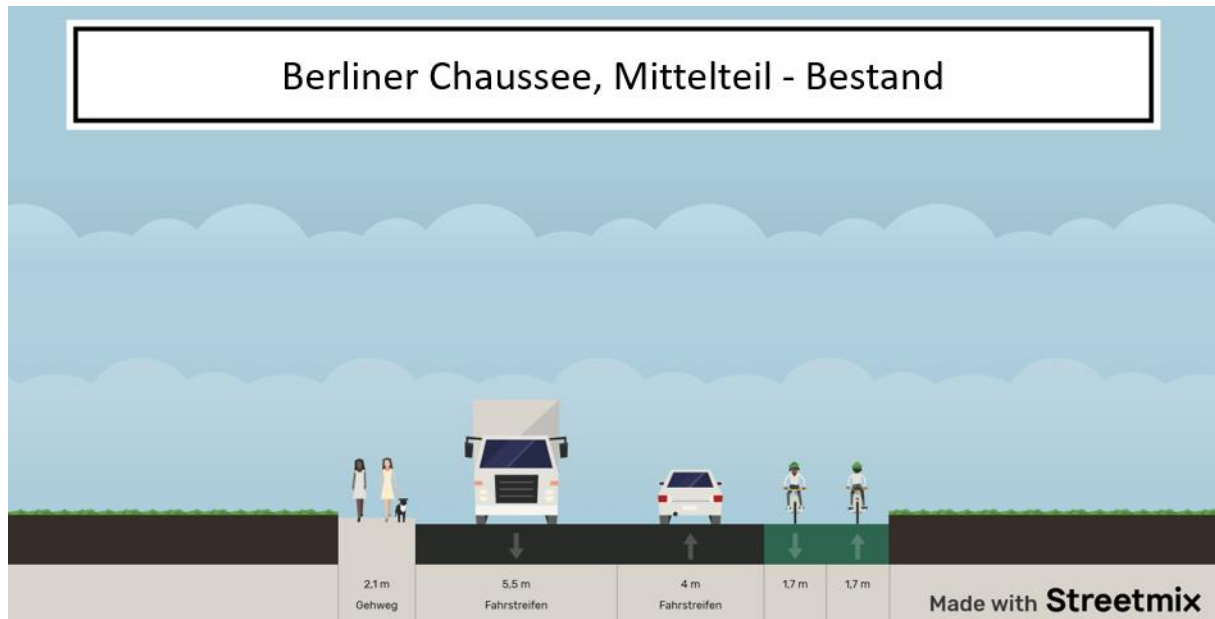 Berliner Chaussee, Mittelteil - Bestand
2,1 m
Gehweg
5,5 m
Fahrstreifen
4 m
Fahrstreifen
1,7 m
1,7 m
Made with Streetmix